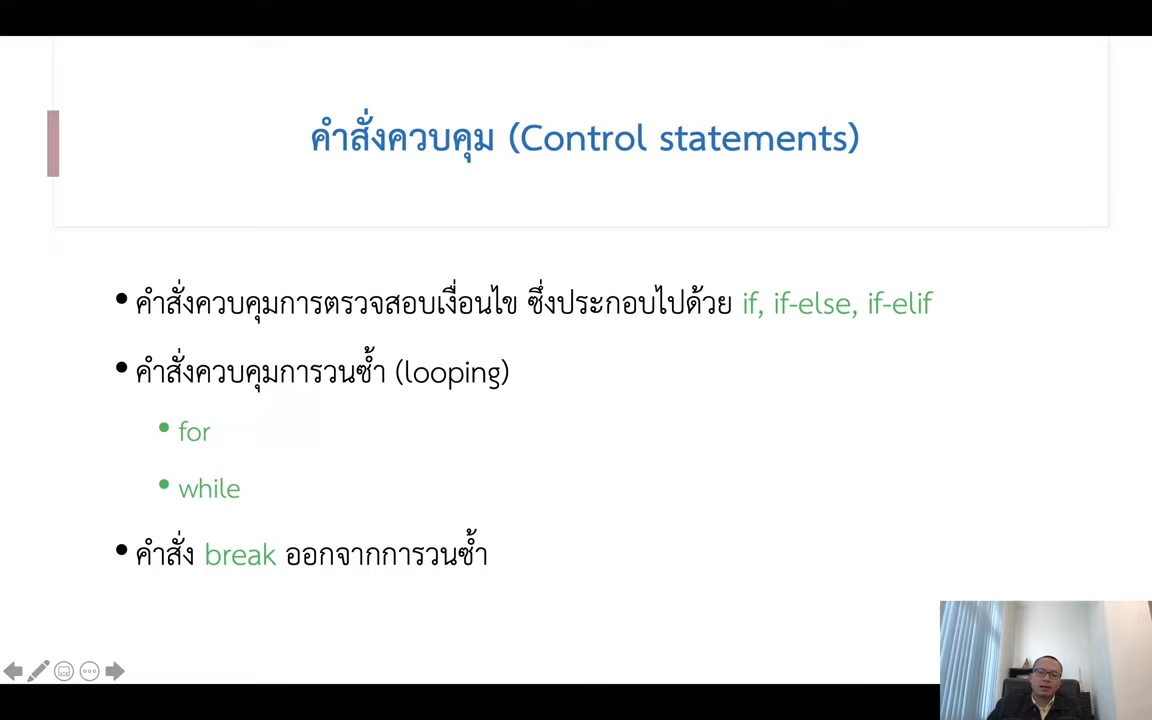 คำสั่งควบคุม (Control statements)
• คำสั่งควบคุมการตรวจสอบเงื่อนไข ซึ่งประกอบไปด้วย if, if-else, if-elif
• คำสั่งควบคุมการวนซ้ำ (looping)
• for
• while
• คำสั่ง break ออกจากการวนซ้ำ